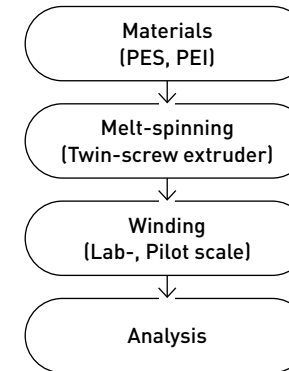 Materials
(PES, PEI)
Melt-spinning
(Twin-screw extruder)
Winding
(Lab-, Pilot scale)
Analysis